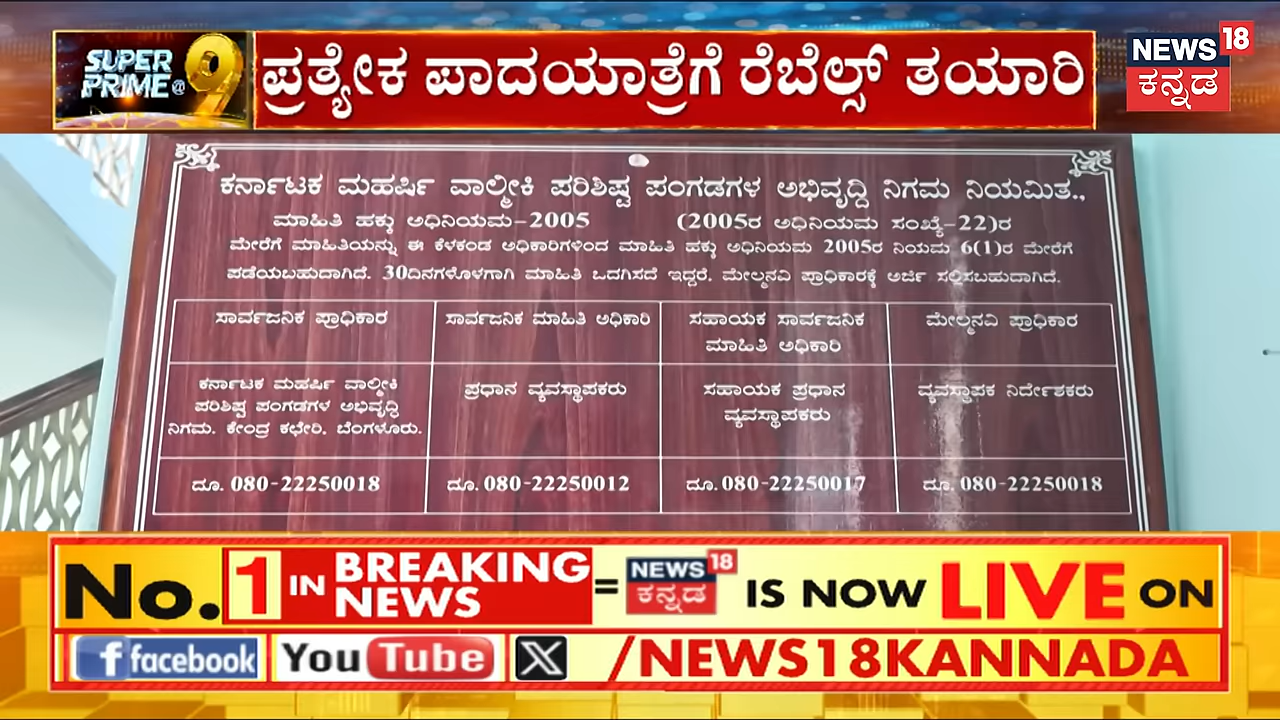 SUPER PRIME@9
ಪ್ರತ್ಯೇಕ ಪಾದಯಾತ್ರೆಗೆ ರೆಬೆಲ್ಸ್ ತಯಾರಿ
NEWS 18 ಕನ್ನಡ
ಕರ್ನಾಟಕ ಮಹರ್ಷಿ ವಾಲ್ಮೀಕಿ ಪರಿಶಿಷ್ಟ ಪಂಗಡಗಳ ಅಭಿವೃದ್ಧಿ ನಿಗಮ ನಿಯಮಿತ.,
ಮಾಹಿತಿ ಹಕ್ಕು ಅಧಿನಿಯಮ-2005 (2005ರ ಅಧಿನಿಯಮ ಸಂಖ್ಯೆ-22)ರ
ಮೇರೆಗೆ ಮಾಹಿತಿಯನ್ನು ಈ ಕೆಳಕಂಡ ಅಧಿಕಾರಿಗಳಿಂದ ಮಾಹಿತಿ ಹಕ್ಕು ಅಧಿನಿಯಮ 2005ರ ನಿಯಮ 6(1)ರ ಮೇರೆಗೆ
ಪಡೆಯಬಹುದಾಗಿದೆ. 30ದಿನಗಳೊಳಗಾಗಿ ಮಾಹಿತಿ ಒದಗಿಸದೆ ಇದ್ದರೆ, ಮೇಲ್ಮನವಿ ಪ್ರಾಧಿಕಾರಕ್ಕೆ ಅರ್ಜಿ ಸಲ್ಲಿಸಬಹುದಾಗಿದೆ.
ಸಾರ್ವಜನಿಕ ಪ್ರಾಧಿಕಾರ
ಸಾರ್ವಜನಿಕ ಮಾಹಿತಿ ಅಧಿಕಾರಿ
ಸಹಾಯಕ ಸಾರ್ವಜನಿಕ
ಮಾಹಿತಿ ಅಧಿಕಾರಿ
ಮೇಲ್ಮನವಿ ಪ್ರಾಧಿಕಾರ
ಕರ್ನಾಟಕ ಮಹರ್ಷಿ ವಾಲ್ಮೀಕಿ
ಪರಿಶಿಷ್ಟ ಪಂಗಡಗಳ ಅಭಿವೃದ್ಧಿ
ನಿಗಮ. ಕೇಂದ್ರ ಕಛೇರಿ, ಬೆಂಗಳೂರು.
ಪ್ರಧಾನ ವ್ಯವಸ್ಥಾಪಕರು
ಸಹಾಯಕ ಪ್ರಧಾನ
ವ್ಯವಸ್ಥಾಪಕರು
ವ್ಯವಸ್ಥಾಪಕ ನಿರ್ದೇಶಕರು
ದೂ. 080-22250018
ದೂ. 080-22250012
ದೂ. 080-22250017
ದೂ. 080-22250018
No. 1 IN BREAKING NEWS = NEWS 18 ಕನ್ನಡ IS NOW LIVE ON
facebook YouTube X /NEWS18KANNADA